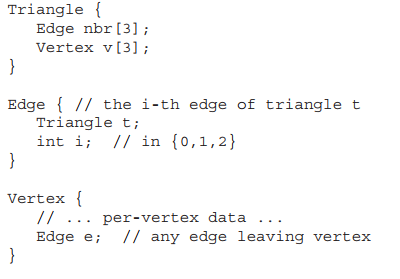 Triangle {
   Edge nbr[3];
   Vertex v[3];
}

Edge { // the i-th edge of triangle t
   Triangle t;
   int i;  // in {0,1,2}
}

Vertex {
   // ... per-vertex data ...
   Edge e;  // any edge leaving vertex
}